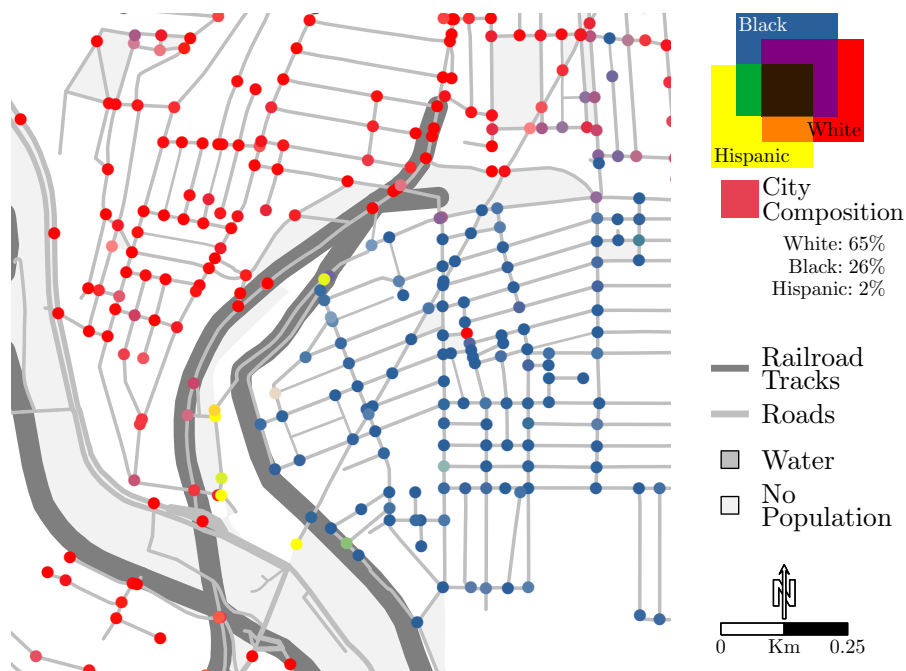 Black
White
Hispanic
City
Composition
White: 65%
Black: 26%
Hispanic: 2%
Railroad
Tracks
Roads
Water
No
Population
N
0 Km 0.25